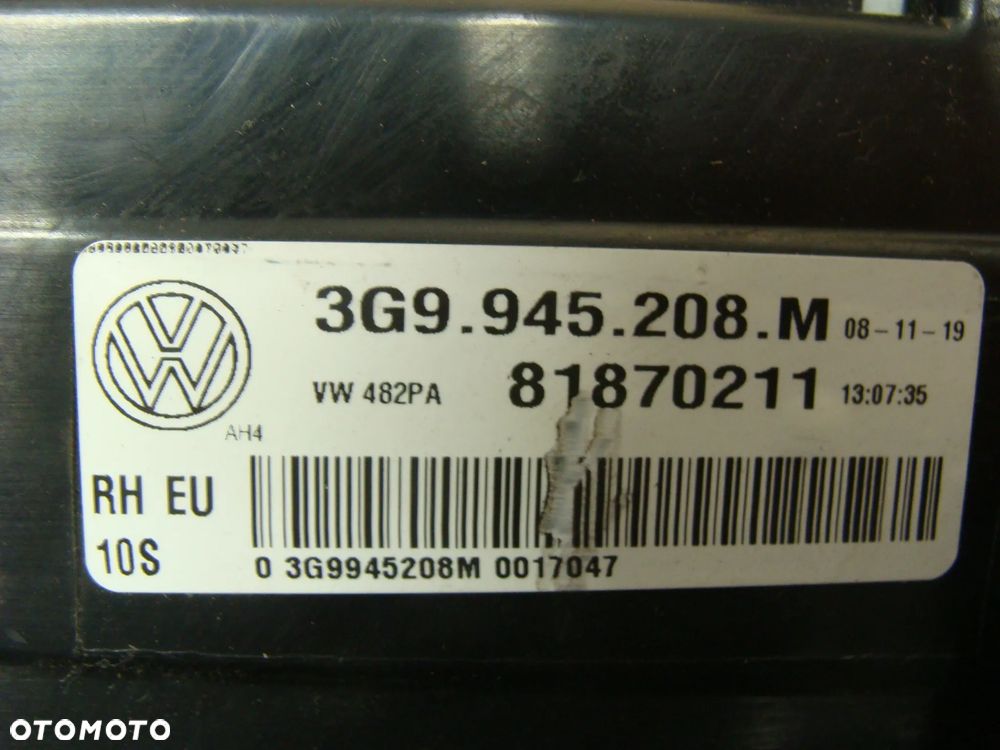 3G9.945.208.M 08-11-19
VW 482PA 81870211 13:07:35
AH4
RH EU
10S
0 3G9945208M 0017047
OTOMOTO